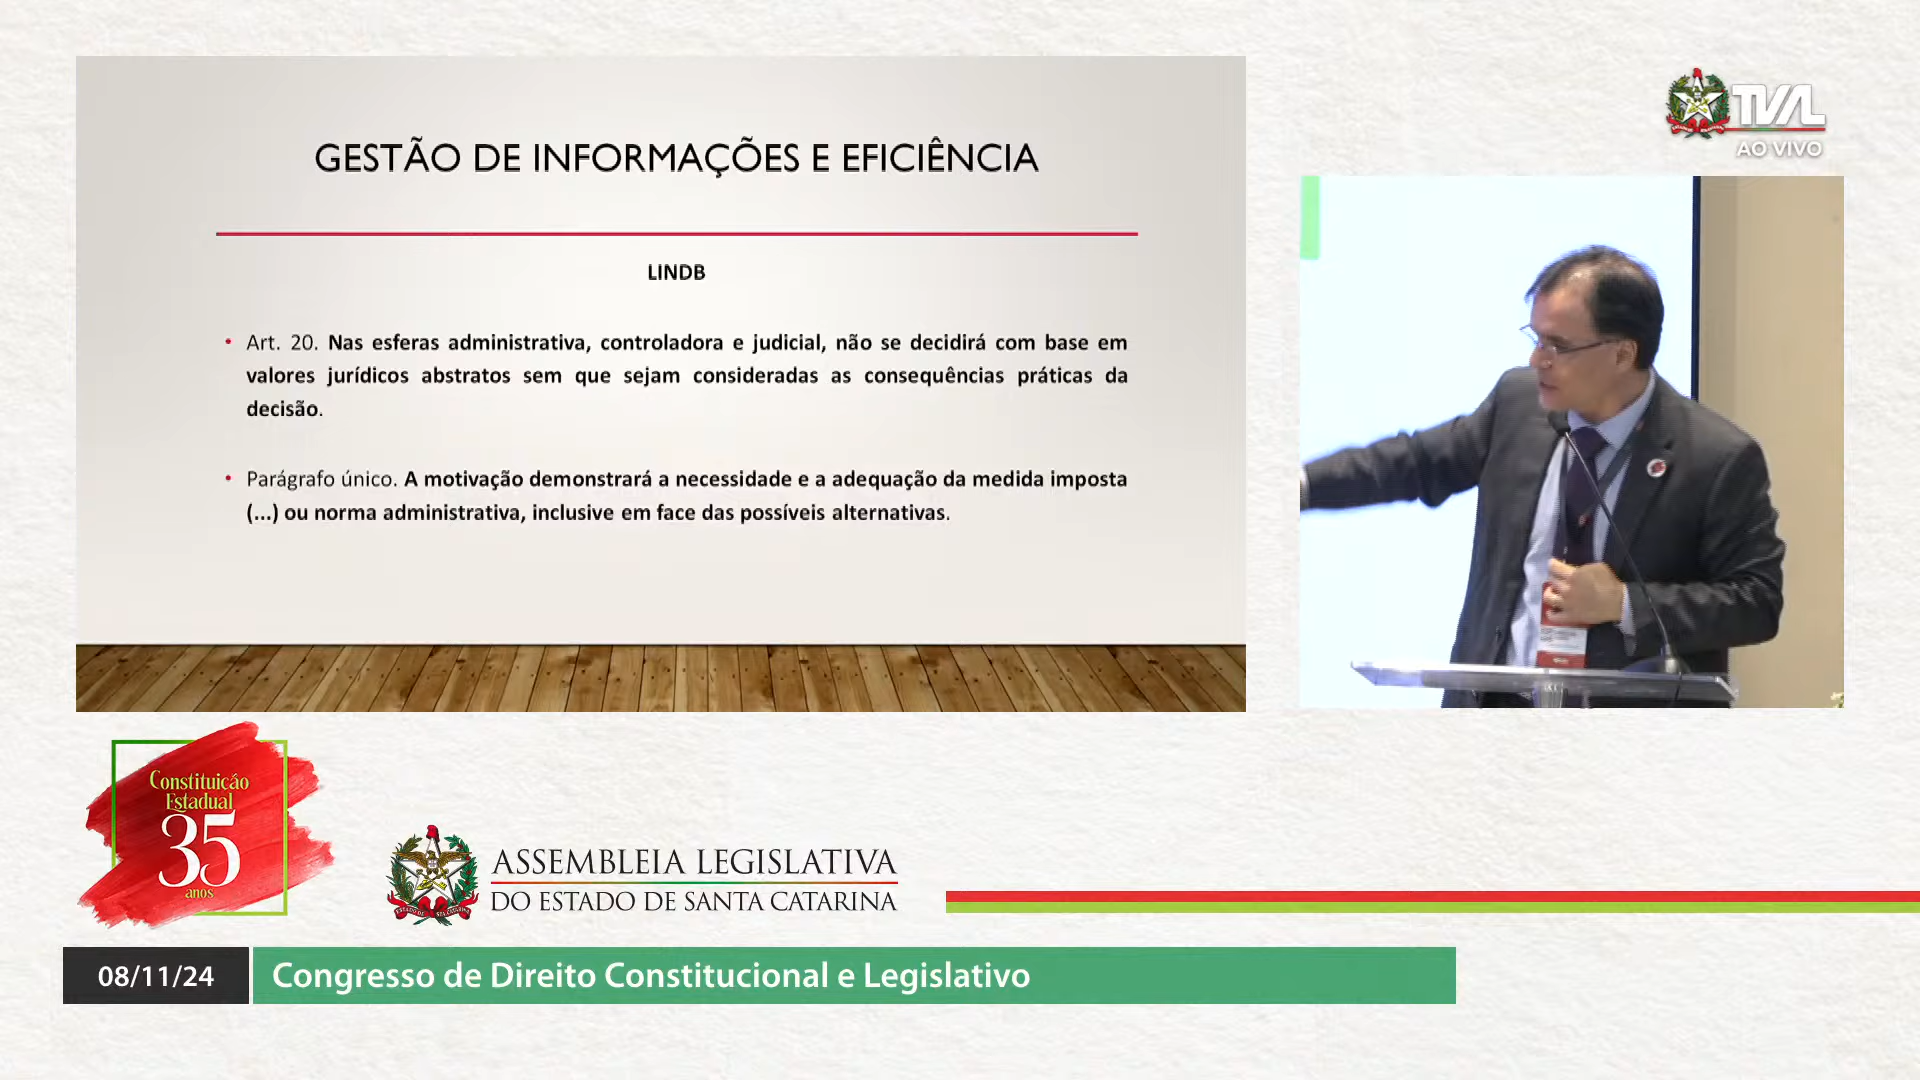 GESTÃO DE INFORMAÇÕES E EFICIÊNCIA
LINDB
• Art. 20. Nas esferas administrativa, controladora e judicial, não se decidirá com base em
valores jurídicos abstratos sem que sejam consideradas as consequências práticas da
decisão.
• Parágrafo único. A motivação demonstrará a necessidade e a adequação da medida imposta
(...) ou norma administrativa, inclusive em face das possíveis alternativas.
TVAL
AO VIVO
Constituição
Estadual
35
anos
ASSEMBLEIA LEGISLATIVA
DO ESTADO DE SANTA CATARINA
08/11/24
Congresso de Direito Constitucional e Legislativo